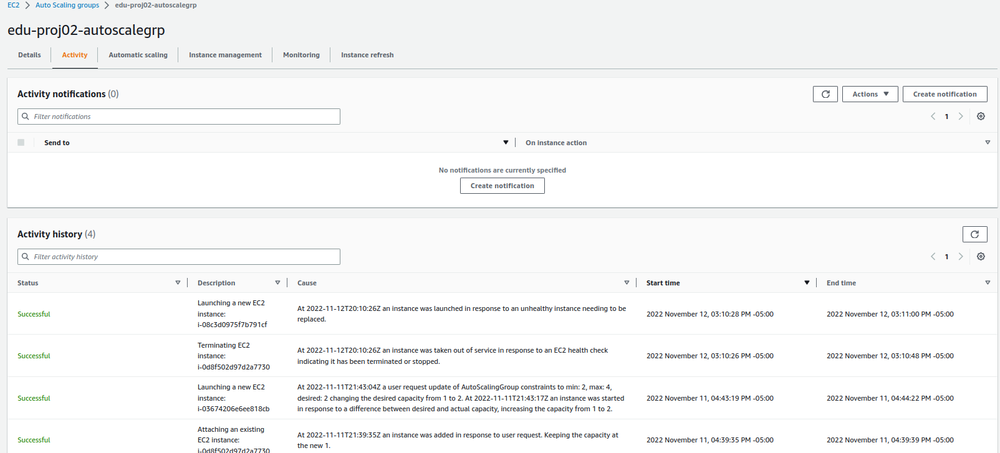 EC2 > Auto Scaling groups > edu-proj02-autoscalegrp
edu-proj02-autoscalegrp
Details
Activity
Automatic scaling
Instance management
Monitoring
Instance refresh
Activity notifications (0)
Actions
Create notification
Filter notifications
1
Send to
On instance action
No notifications are currently specified
Create notification
Activity history (4)
Filter activity history
1
Status
Description
Cause
Start time
End time
Successful
Launching a new EC2
instance:
i-08c3d0975f7b791cf
At 2022-11-12T20:10:26Z an instance was launched in response to an unhealthy instance needing to be
replaced.
2022 November 12, 03:10:28 PM -05:00
2022 November 12, 03:11:00 PM -05:00
Successful
Terminating EC2
instance:
i-0d8f502d97d2a7730
At 2022-11-12T20:10:26Z an instance was taken out of service in response to an EC2 health check
indicating it has been terminated or stopped.
2022 November 12, 03:10:26 PM -05:00
2022 November 12, 03:10:48 PM -05:00
Successful
Launching a new EC2
instance:
i-03674206e6ee818cb
At 2022-11-11T21:43:04Z a user request update of AutoScalingGroup constraints to min: 2, max: 4,
desired: 2 changing the desired capacity from 1 to 2. At 2022-11-11T21:43:17Z an instance was started
in response to a difference between desired and actual capacity, increasing the capacity from 1 to 2.
2022 November 11, 04:43:19 PM -05:00
2022 November 11, 04:44:22 PM -05:00
Successful
Attaching an existing
EC2 instance:
i-0d8f502d97d2a7730
At 2022-11-11T21:39:35Z an instance was added in response to user request. Keeping the capacity at
the new 1.
2022 November 11, 04:39:35 PM -05:00
2022 November 11, 04:39:39 PM -05:00